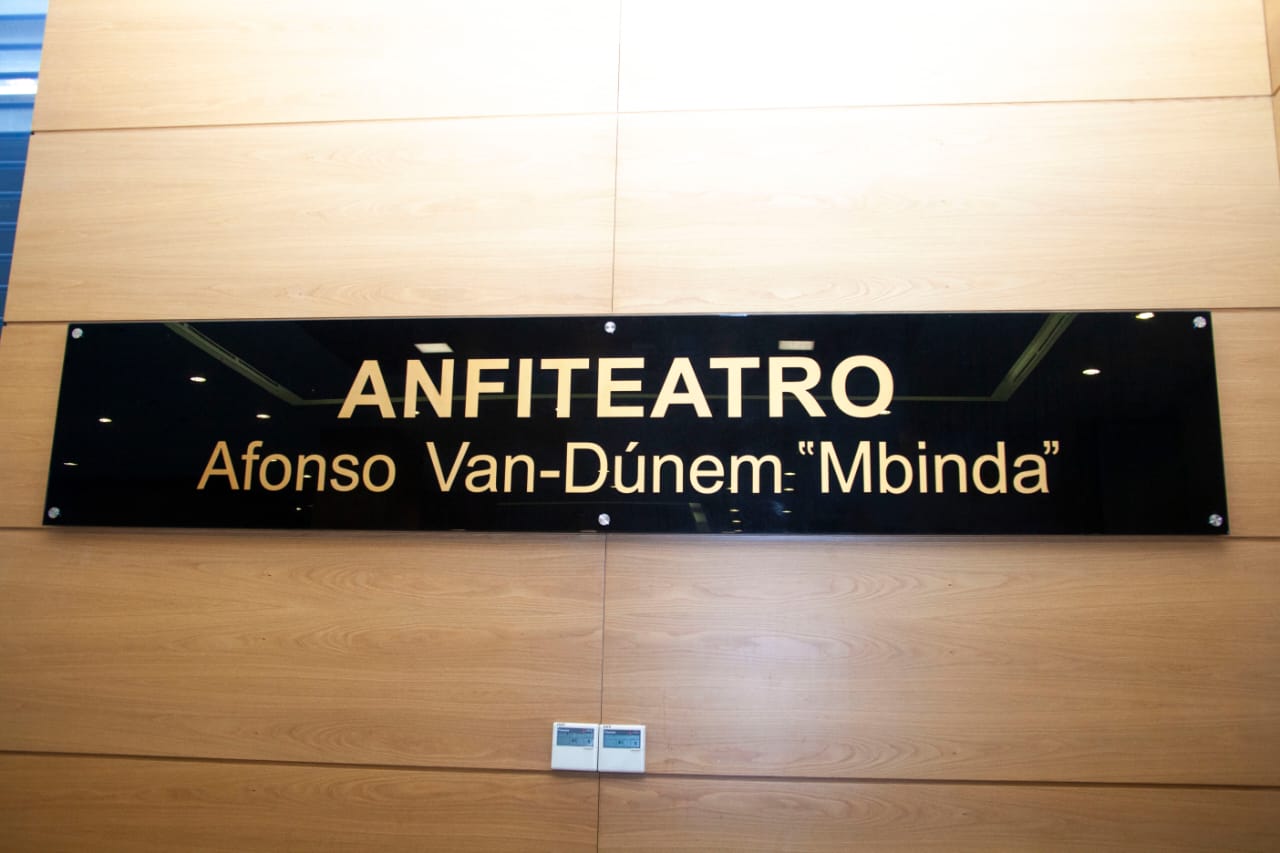 ANFITEATRO
Afonso Van-Dúnem “Mbinda”